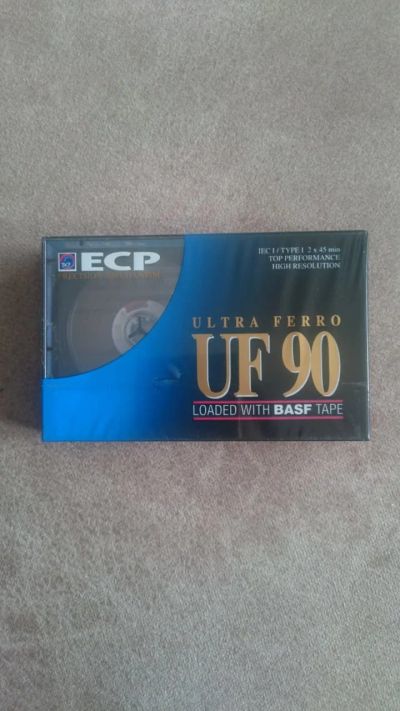 ECP
IEC I / TYPE I 2 x 45 min
TOP PERFORMANCE
HIGH RESOLUTION
ULTRA FERRO
UF 90
LOADED WITH BASF TAPE